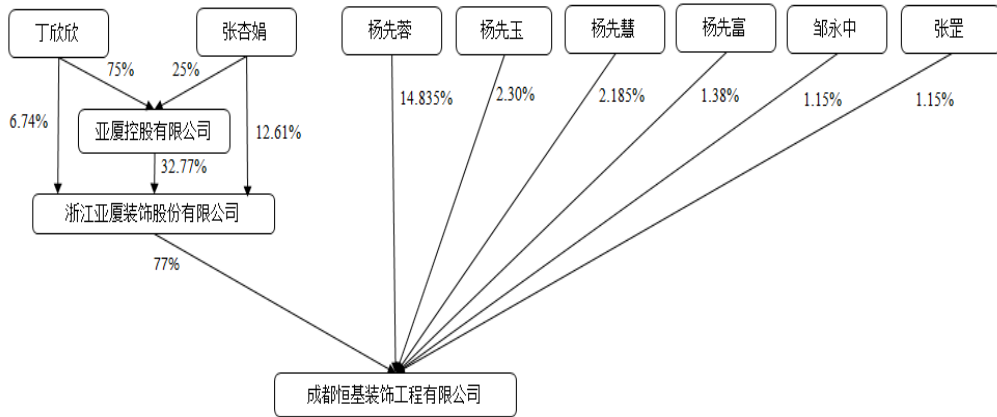 丁欣欣
张杏娟
杨先蓉
杨先玉
杨先慧
杨先富
邹永中
张罡
75%
25%
6.74%
12.61%
14.835%
2.30%
2.185%
1.38%
1.15%
1.15%
亚厦控股有限公司
32.77%
浙江亚厦装饰股份有限公司
77%
成都恒基装饰工程有限公司